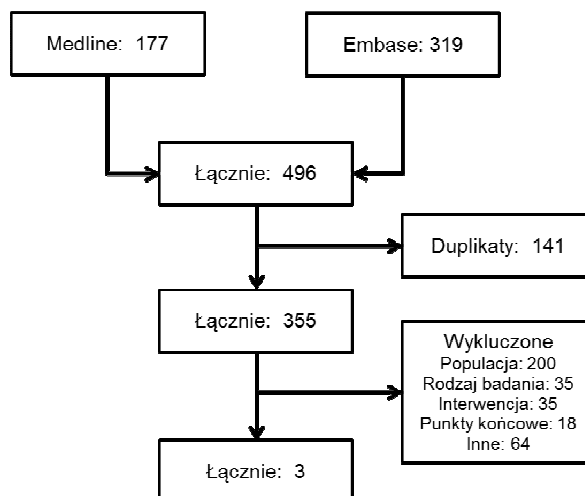 Medline: 177
Embase: 319
Łącznie: 496
Duplikaty: 141
Łącznie: 355
Wykluczone
Populacja: 200
Rodzaj badania: 35
Interwencja: 35
Punkty końcowe: 18
Inne: 64
Łącznie: 3